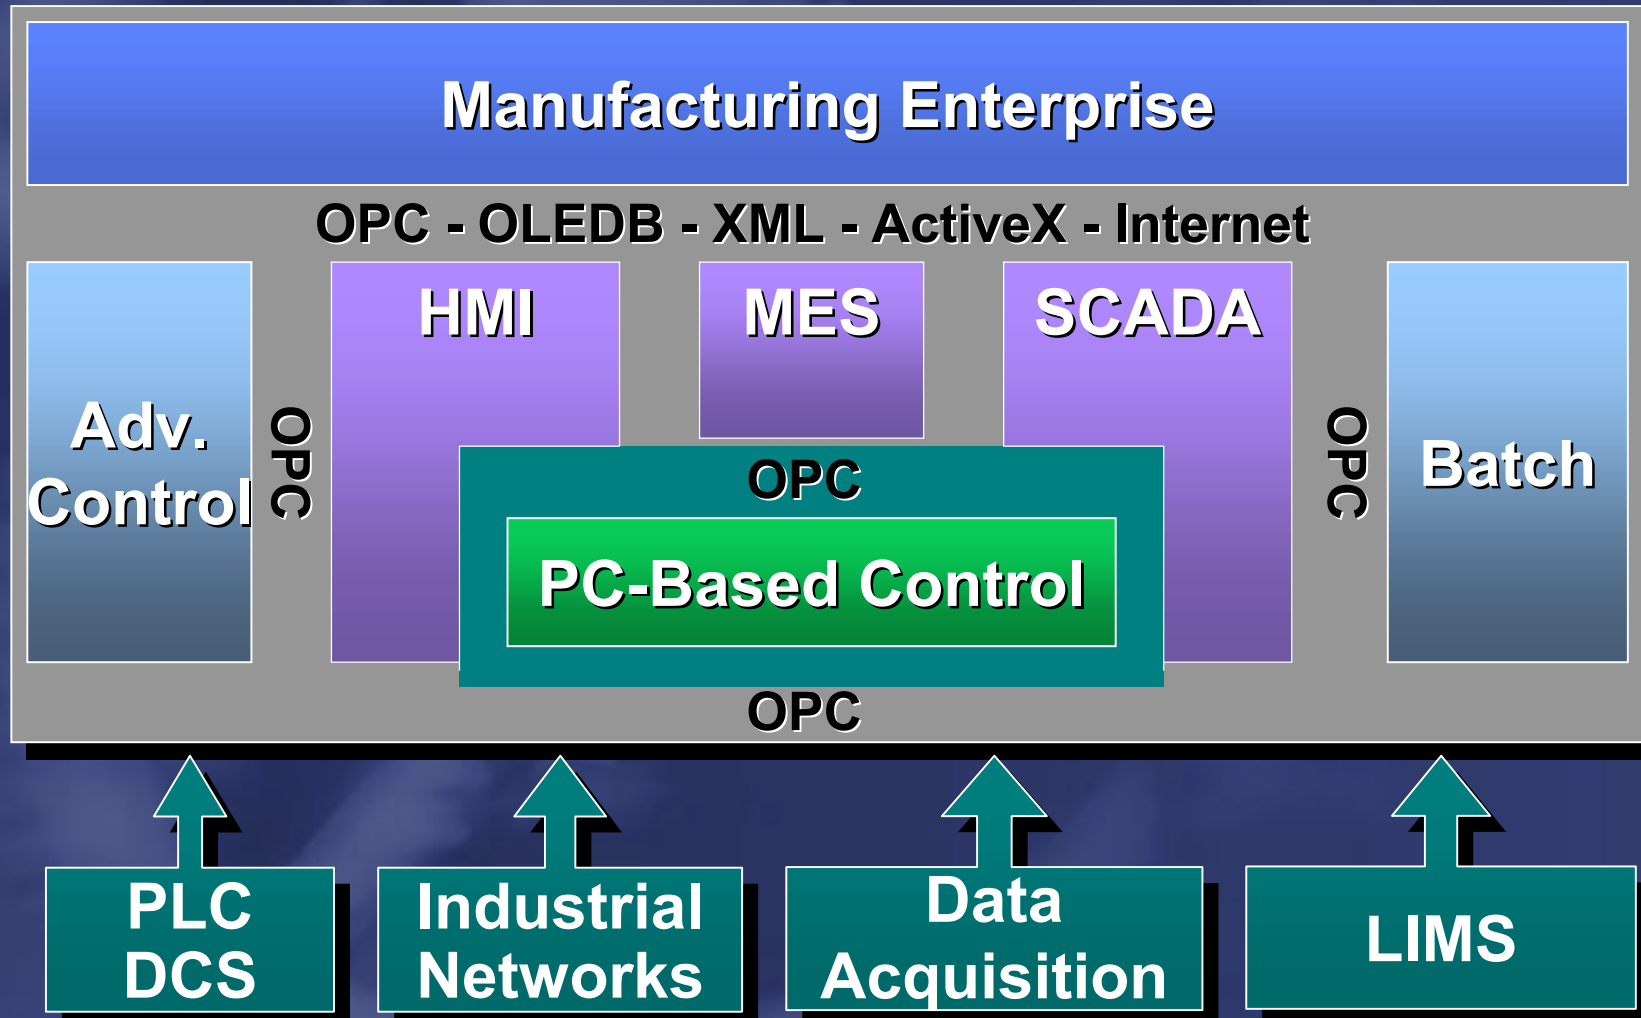 Manufacturing Enterprise
OPC - OLEDB - XML - ActiveX - Internet
HMI
MES
SCADA
Adv.
Control
OPC
OPC
Batch
OPC
PC-Based Control
OPC
PLC
DCS
Industrial
Networks
Data
Acquisition
LIMS